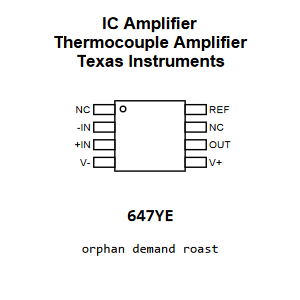 IC Amplifier
Thermocouple Amplifier
Texas Instruments
NC REF
-IN NC
+IN OUT
V- V+
647YE
orphan demand roast